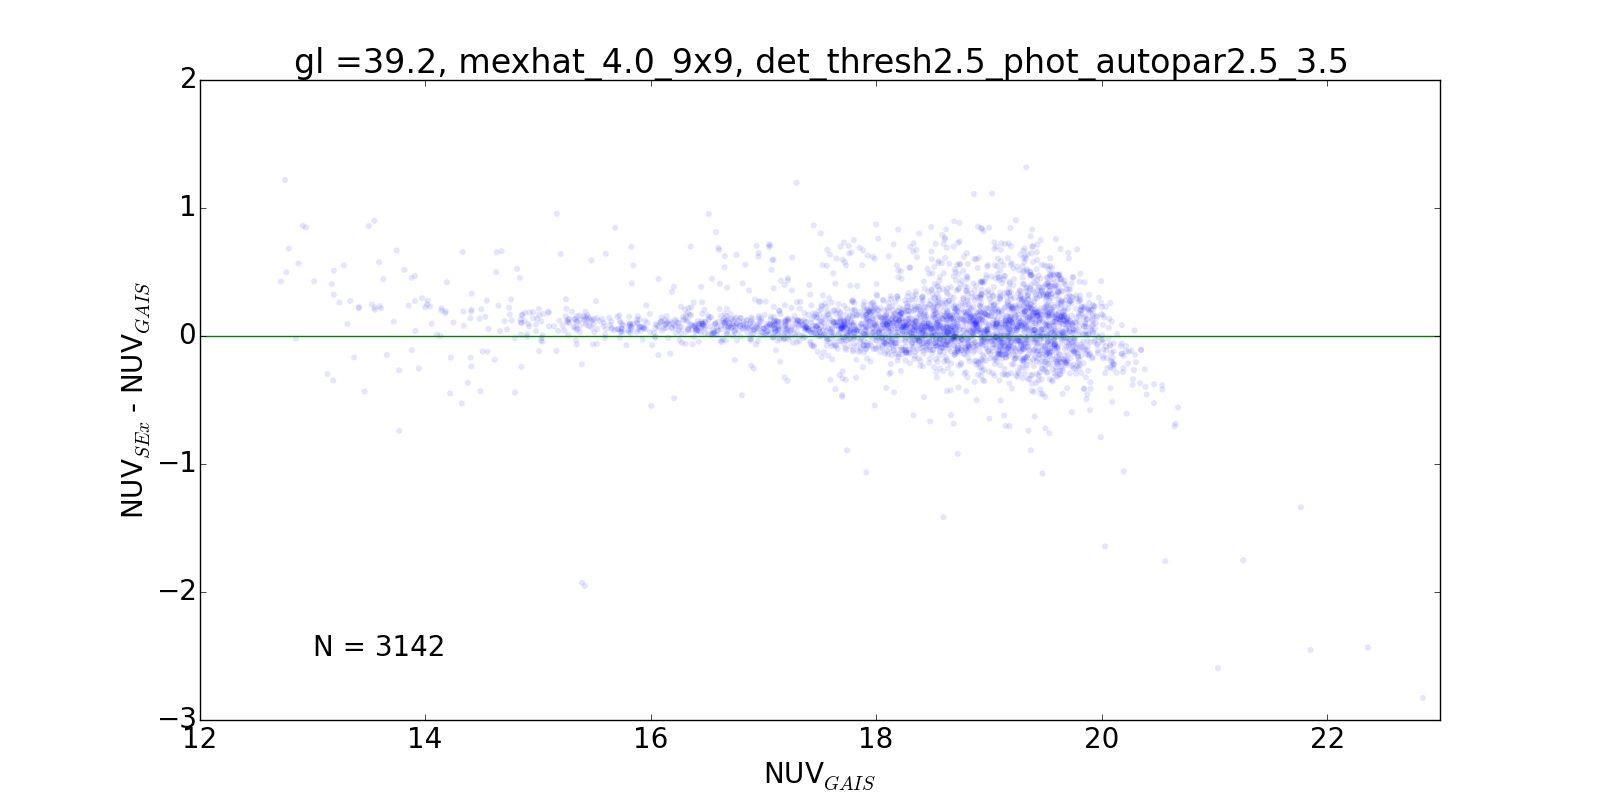 gl =39.2, mexhat_4.0_9x9, det_thresh2.5_phot_autopar2.5_3.5
2
1
0
−1
−2
−3
NUV_SEx - NUV_GAIS
N = 3142
12 14 16 18 20 22
NUV_GAIS